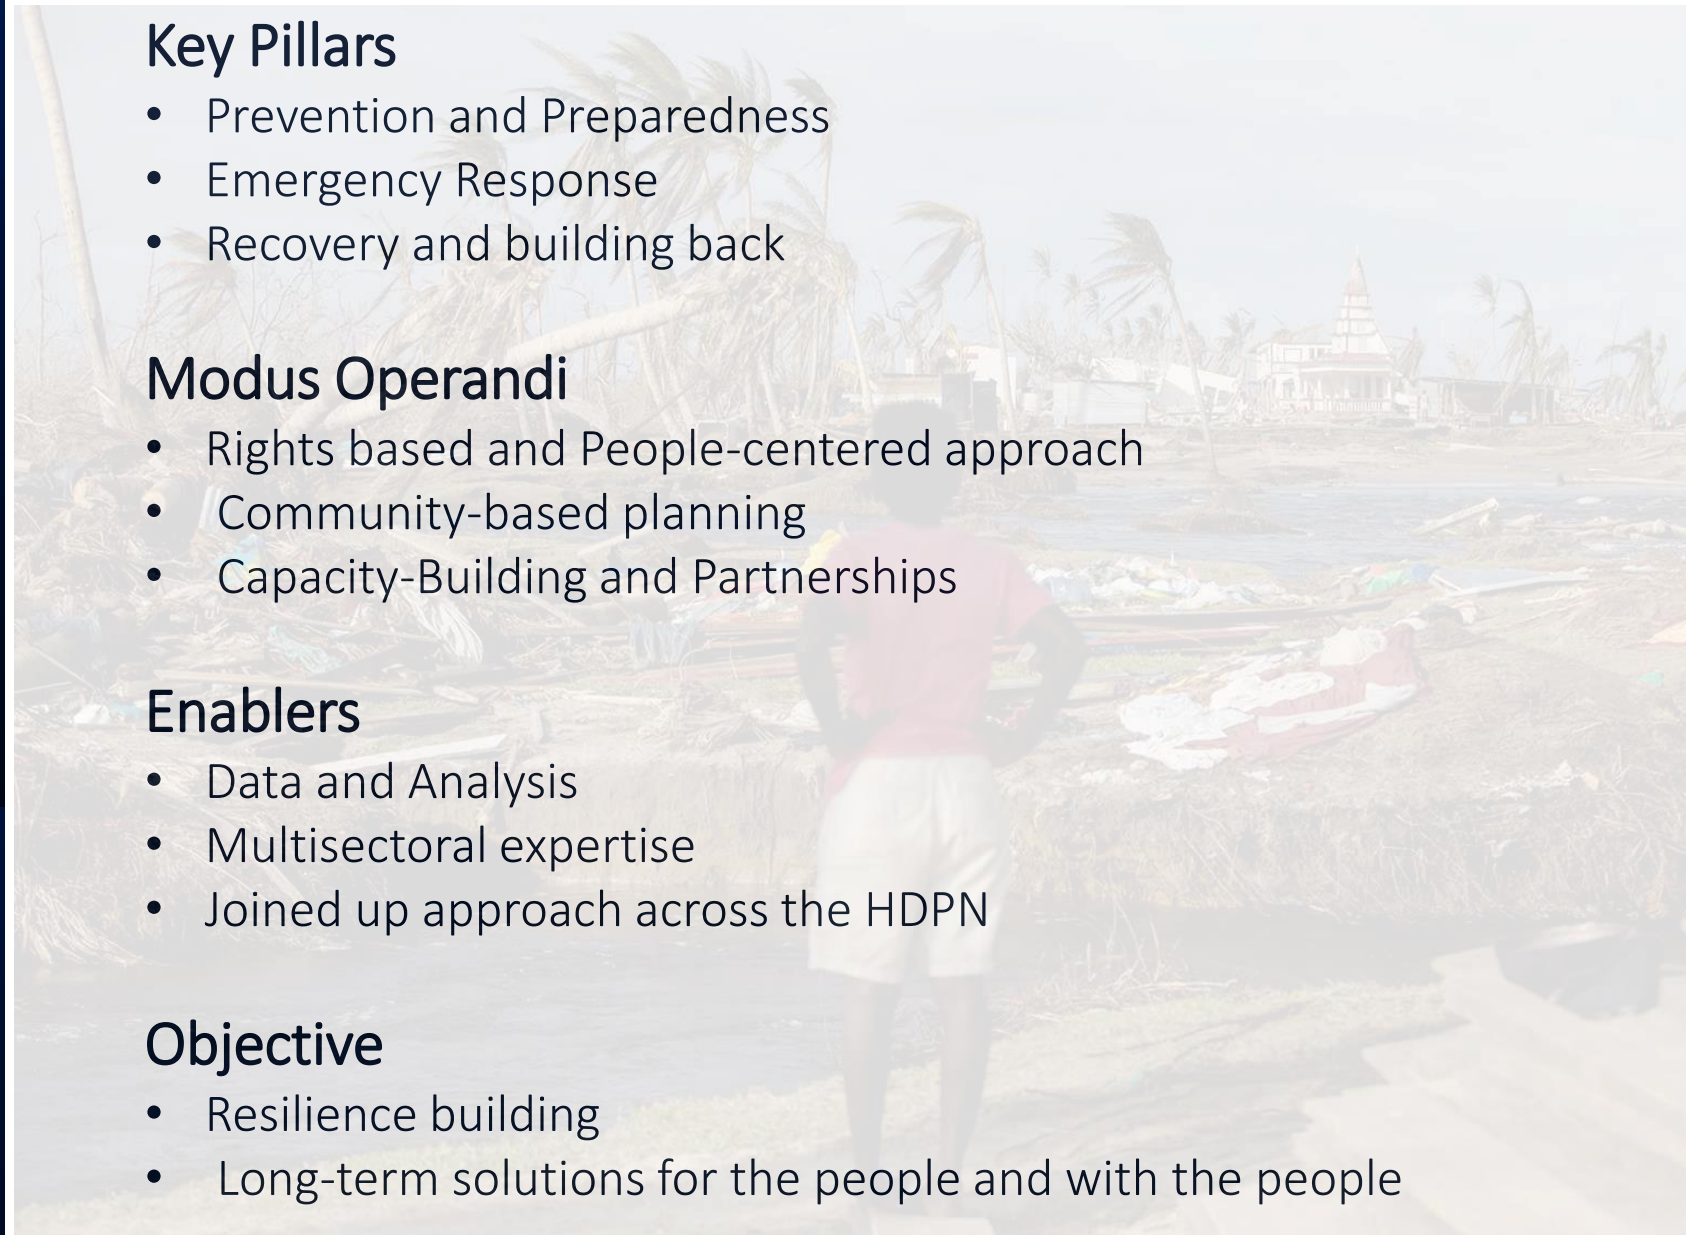 Key Pillars
• Prevention and Preparedness
• Emergency Response
• Recovery and building back
Modus Operandi
• Rights based and People-centered approach
• Community-based planning
• Capacity-Building and Partnerships
Enablers
• Data and Analysis
• Multisectoral expertise
• Joined up approach across the HDPN
Objective
• Resilience building
• Long-term solutions for the people and with the people